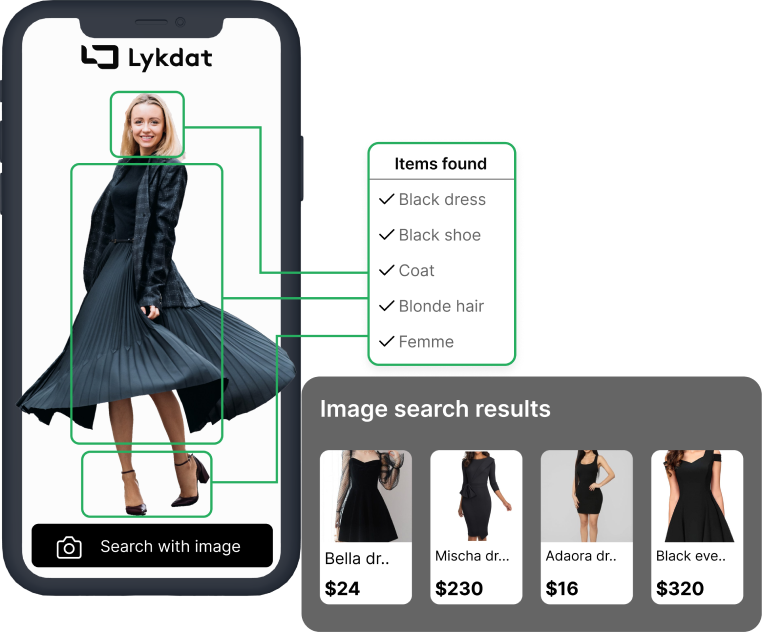 Lykdat
Items found
Black dress
Black shoe
Coat
Blonde hair
Femme
Search with image
Image search results
Bella dr..
$24
Mischa dr...
$230
Adaora dr..
$16
Black eve..
$320